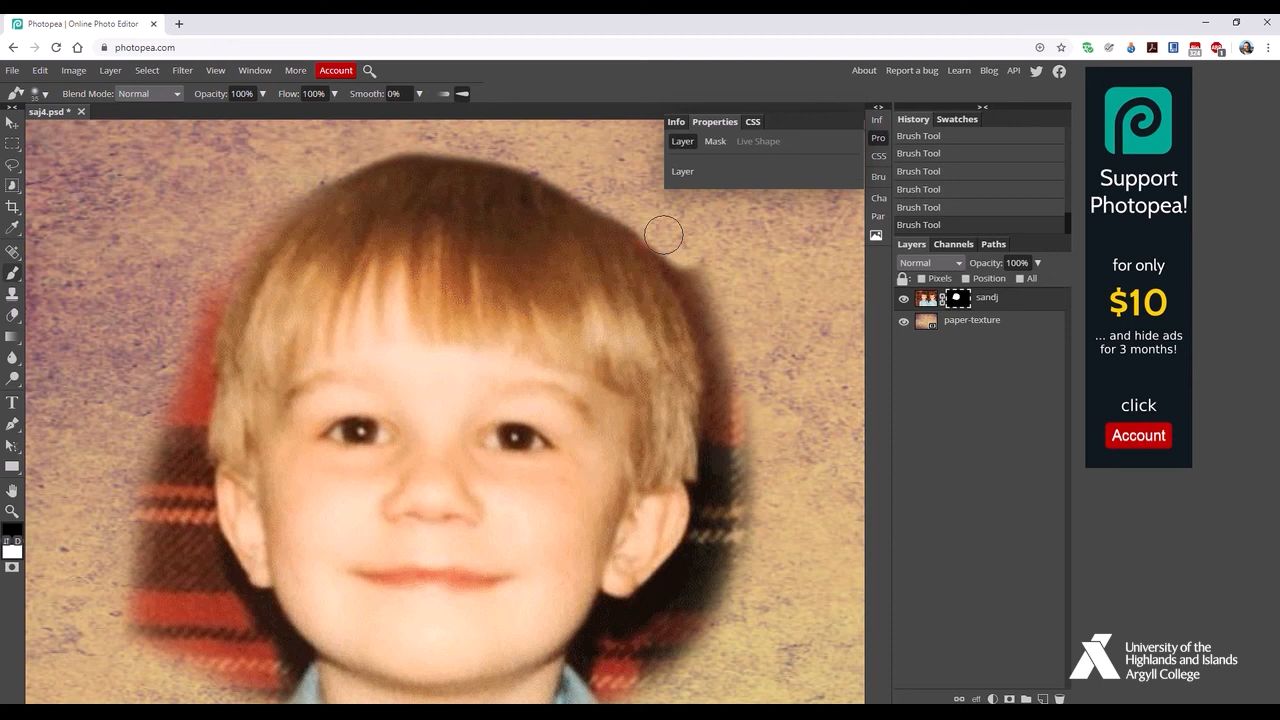 Photopea | Online Photo Editor
photopea.com
File Edit Image Layer Select Filter View Window More Account
About Report a bug Learn Blog API
35 Blend Mode: Normal Opacity: 100% Flow: 100% Smooth: 0%
saj4.psd *
Info Properties CSS
Layer Mask Live Shape
Layer
Inf
Pro
CSS
Bru
Cha
Par
History Swatches
Brush Tool
Brush Tool
Brush Tool
Brush Tool
Brush Tool
Brush Tool
Layers Channels Paths
Normal Opacity: 100%
Pixels Position All
sandj
paper-texture
eff
T
D
Support
Photopea!
for only
$10
... and hide ads
for 3 months!
click
Account
University of the
Highlands and Islands
Argyll College